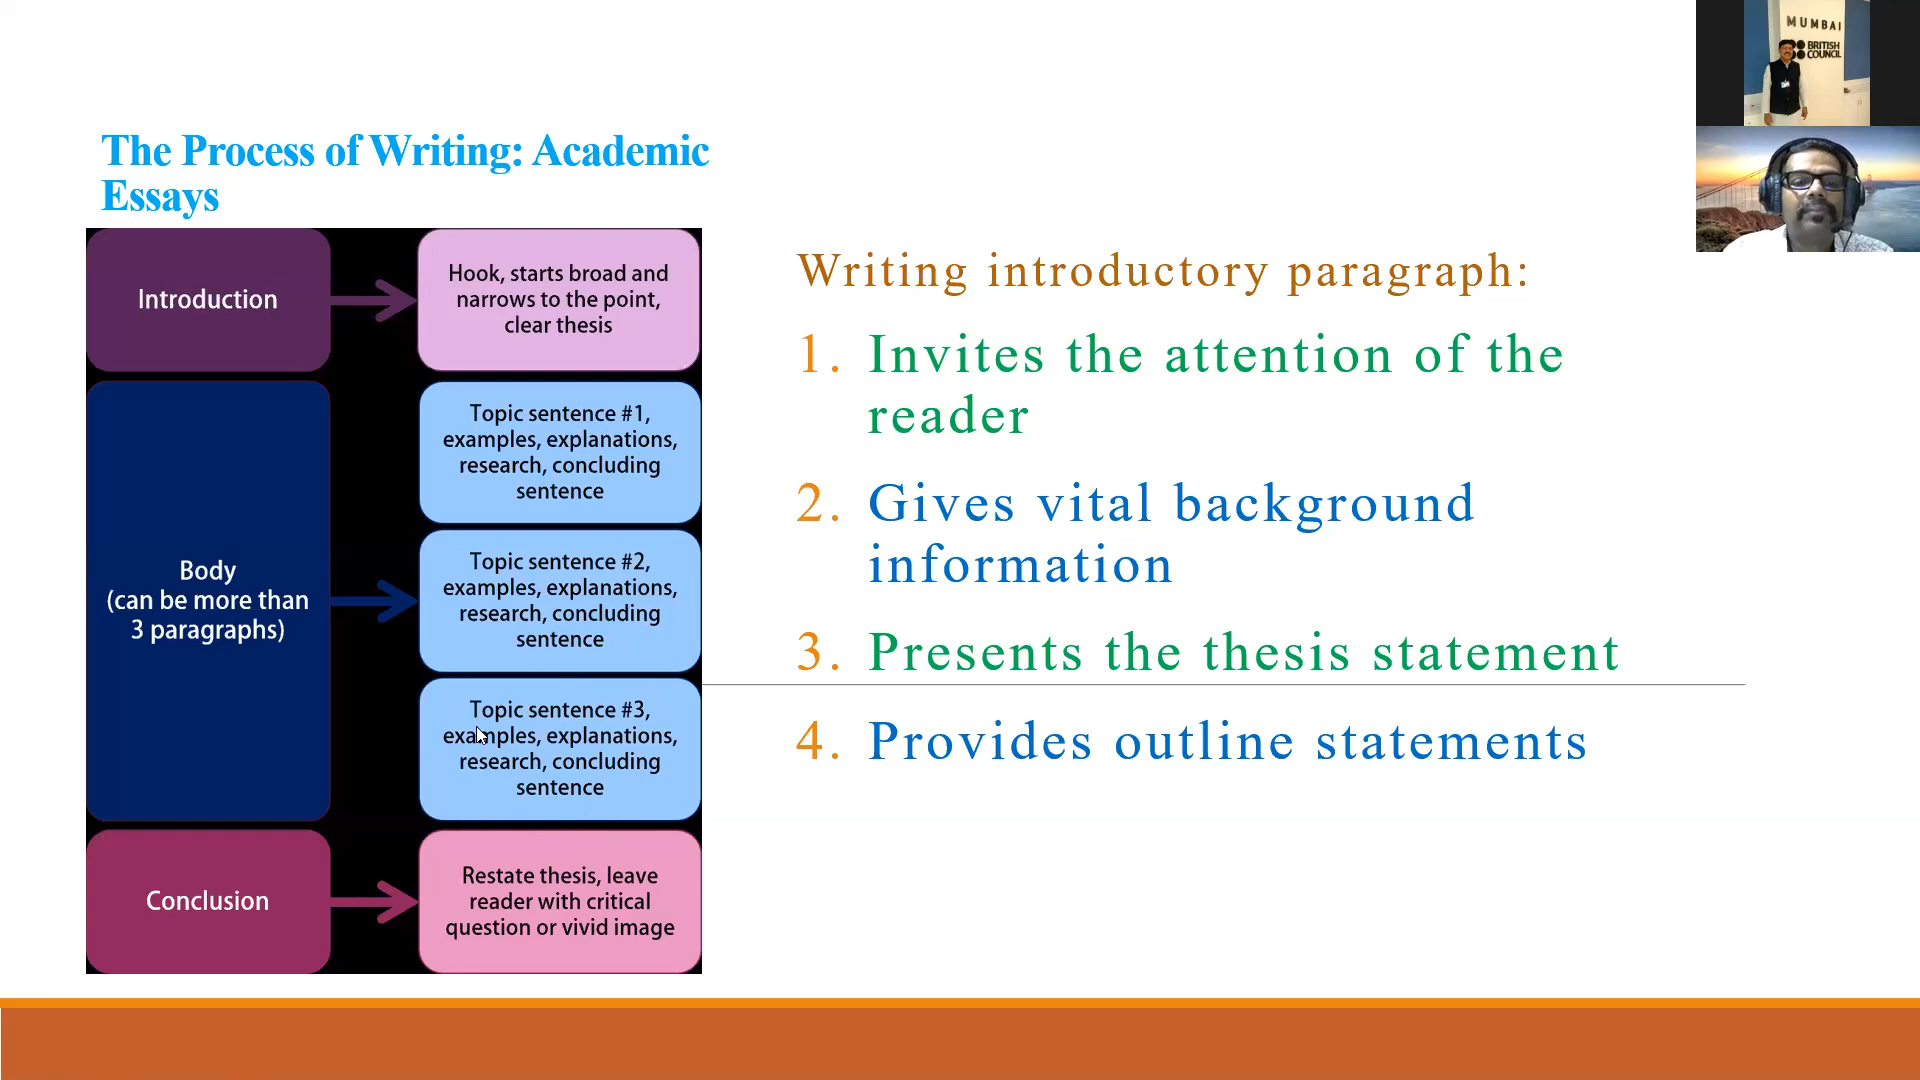 MUMBAI
BRITISH
COUNCIL
The Process of Writing: Academic
Essays
Introduction
Hook, starts broad and
narrows to the point,
clear thesis
Body
(can be more than
3 paragraphs)
Topic sentence #1,
examples, explanations,
research, concluding
sentence
Topic sentence #2,
examples, explanations,
research, concluding
sentence
Topic sentence #3,
examples, explanations,
research, concluding
sentence
Conclusion
Restate thesis, leave
reader with critical
question or vivid image
Writing introductory paragraph:
1. Invites the attention of the
reader
2. Gives vital background
information
3. Presents the thesis statement
4. Provides outline statements